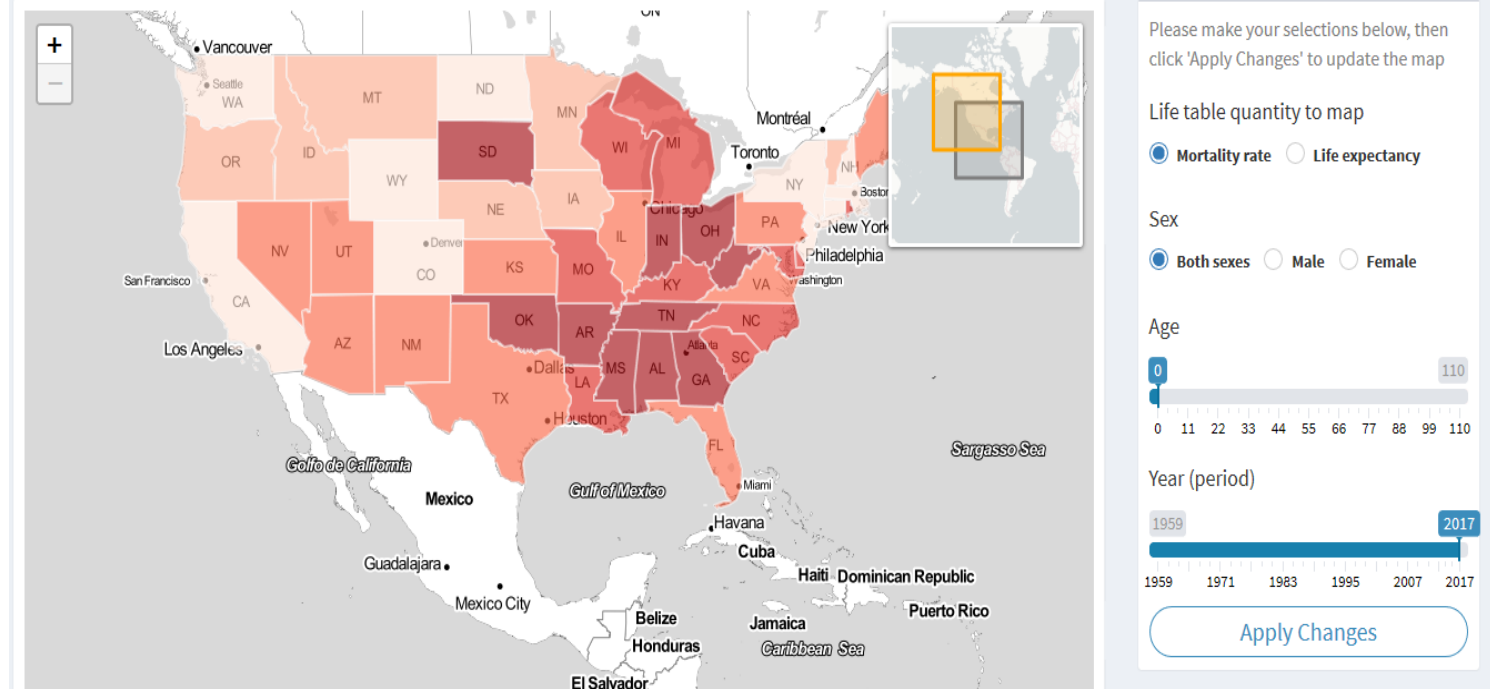 ON
Vancouver
Seattle
WA
MT
ND
MN
OR
ID
SD
WI
MI
Montréal
Toronto
NH
WY
NE
IA
NY
Boston
Chicago
NV
UT
Denver
CO
KS
IL
IN
OH
PA
New York
Philadelphia
San Francisco
CA
MO
KY
VA
Washington
Los Angeles
AZ
NM
OK
AR
TN
NC
Atlanta
SC
Dallas
MS
AL
GA
LA
TX
Houston
FL
Golfo de California
Mexico
Gulf of Mexico
Miami
Sargasso Sea
Havana
Cuba
Guadalajara
Haiti
Dominican Republic
Mexico City
Belize
Jamaica
Puerto Rico
Honduras
Caribbean Sea
El Salvador
+
−
Please make your selections below, then
click 'Apply Changes' to update the map
Life table quantity to map
Mortality rate Life expectancy
Sex
Both sexes Male Female
Age
0 110
0 11 22 33 44 55 66 77 88 99 110
Year (period)
1959 2017
1959 1971 1983 1995 2007 2017
Apply Changes